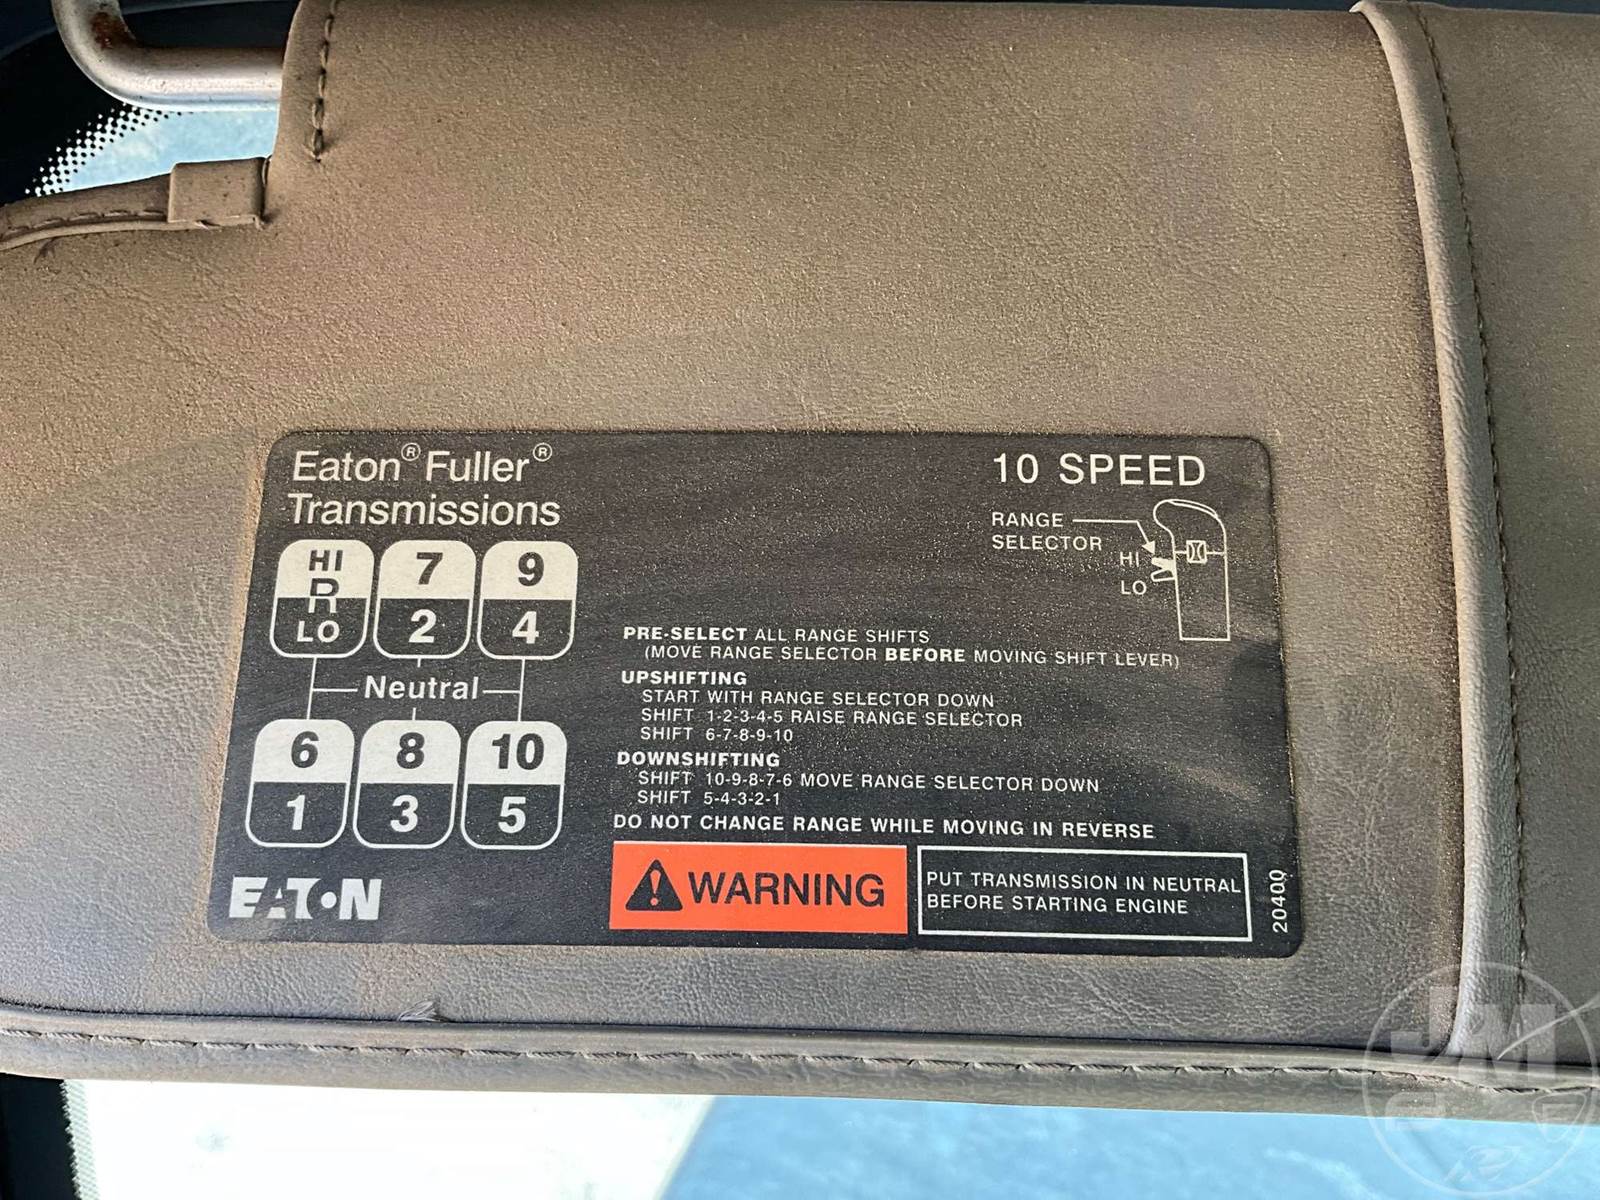 Eaton® Fuller®
Transmissions
HI
R
LO
7
2
9
4
Neutral
6
1
8
3
10
5
EATON
10 SPEED
RANGE
SELECTOR
HI
LO
PRE-SELECT ALL RANGE SHIFTS
(MOVE RANGE SELECTOR BEFORE MOVING SHIFT LEVER)
UPSHIFTING
START WITH RANGE SELECTOR DOWN
SHIFT 1-2-3-4-5 RAISE RANGE SELECTOR
SHIFT 6-7-8-9-10
DOWNSHIFTING
SHIFT 10-9-8-7-6 MOVE RANGE SELECTOR DOWN
SHIFT 5-4-3-2-1
DO NOT CHANGE RANGE WHILE MOVING IN REVERSE
WARNING
PUT TRANSMISSION IN NEUTRAL
BEFORE STARTING ENGINE
20400